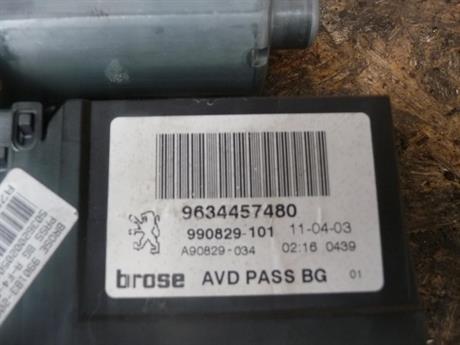 9634457480
990829-101 11-04-03
A90829-034 02:16 0439
brose AVD PASS BG 01